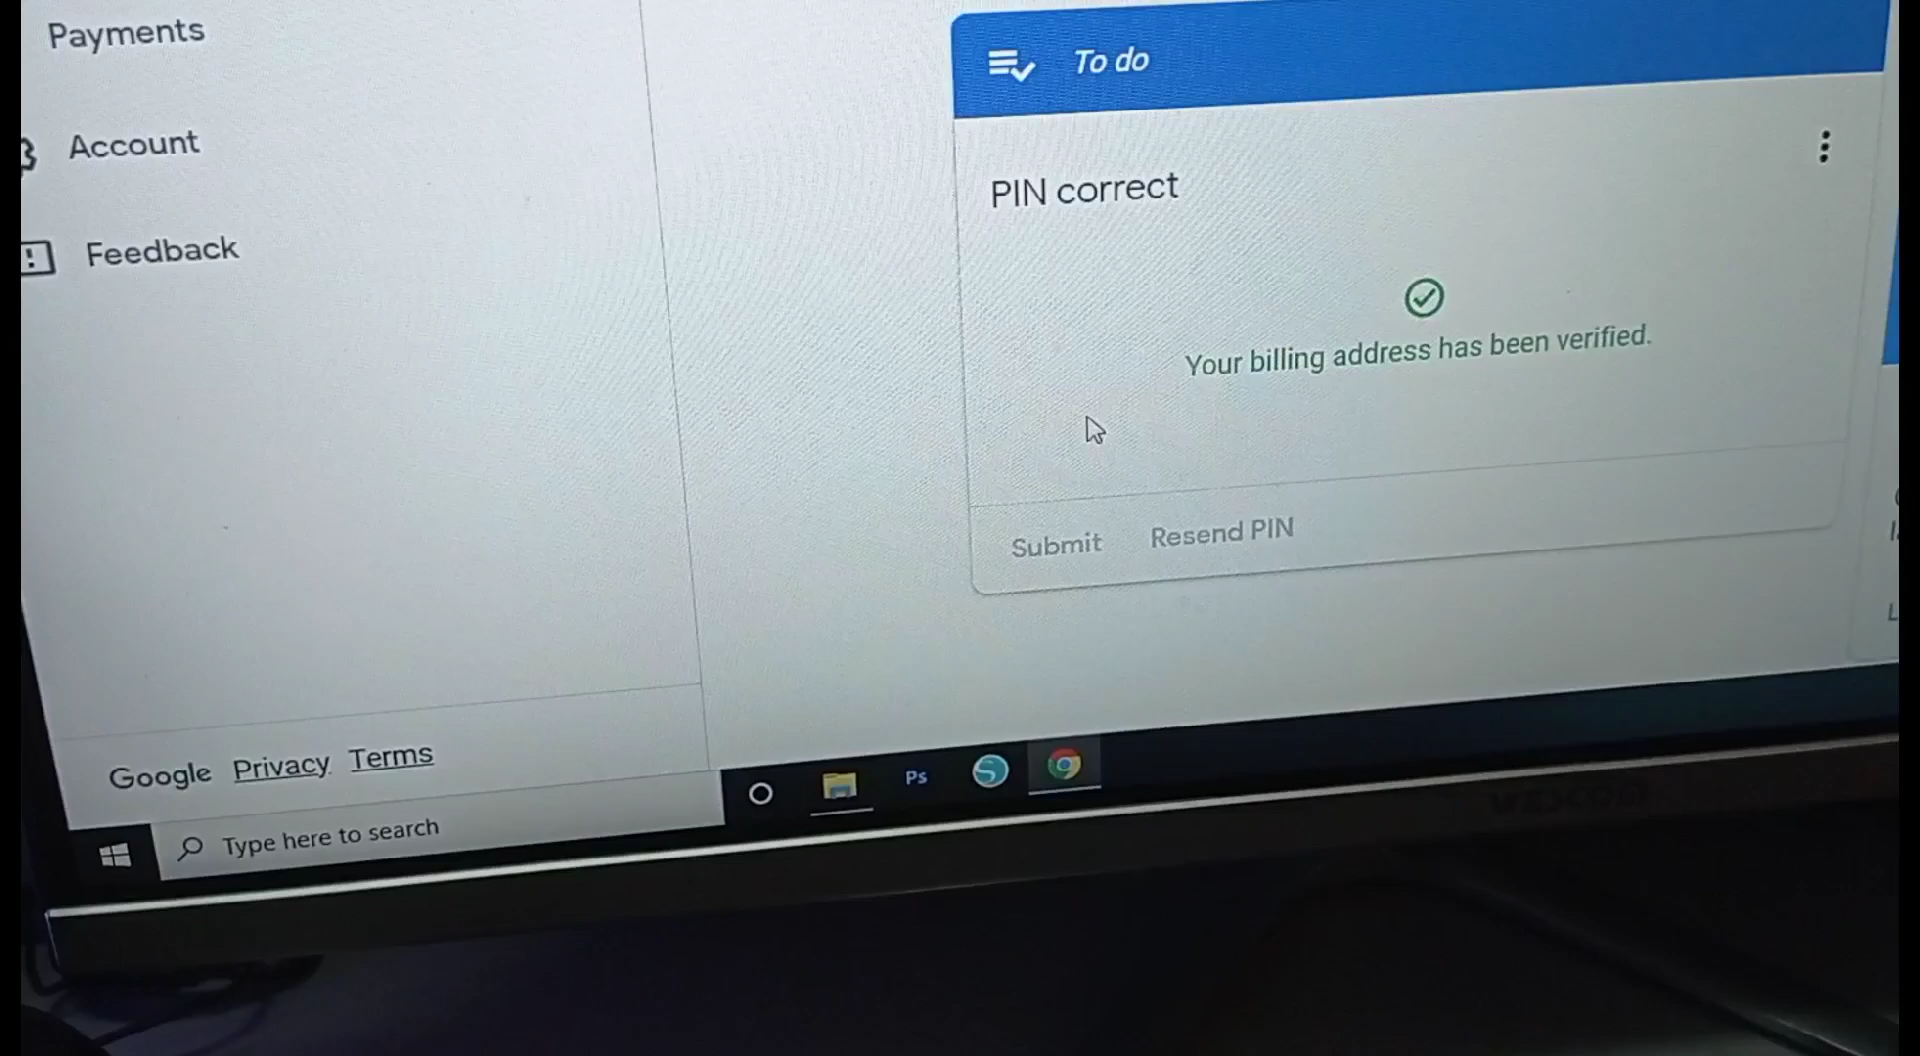 Payments
Account
Feedback
To do
PIN correct
Your billing address has been verified.
Submit Resend PIN
Google Privacy Terms
Type here to search
Ps